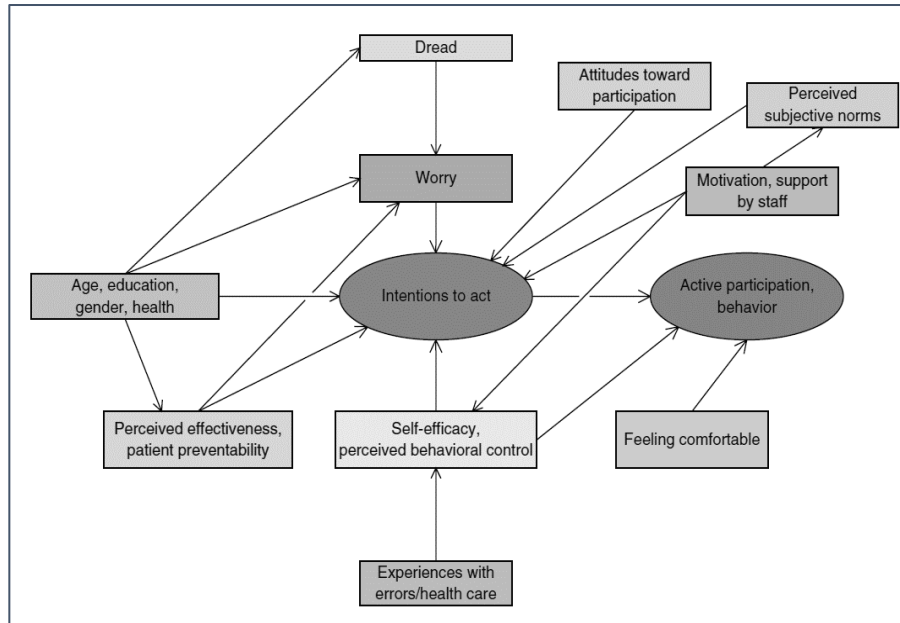 Dread
Attitudes toward
participation
Perceived
subjective norms
Worry
Motivation, support
by staff
Age, education,
gender, health
Intentions to act
Active participation,
behavior
Perceived effectiveness,
patient preventability
Self-efficacy,
perceived behavioral control
Feeling comfortable
Experiences with
errors/health care